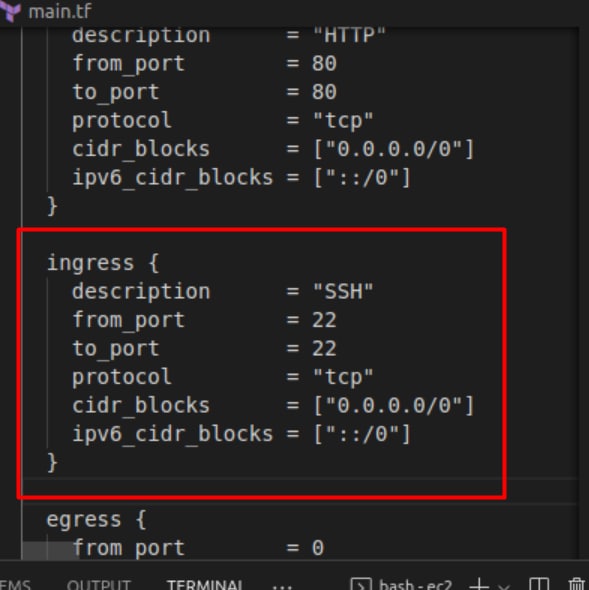 main.tf
description = "HTTP"
from_port = 80
to_port = 80
protocol = "tcp"
cidr_blocks = ["0.0.0.0/0"]
ipv6_cidr_blocks = ["::/0"]
}
ingress {
description = "SSH"
from_port = 22
to_port = 22
protocol = "tcp"
cidr_blocks = ["0.0.0.0/0"]
ipv6_cidr_blocks = ["::/0"]
}
egress {
from_port = 0
EMS OUTPUT TERMINAL ... bash - ec2